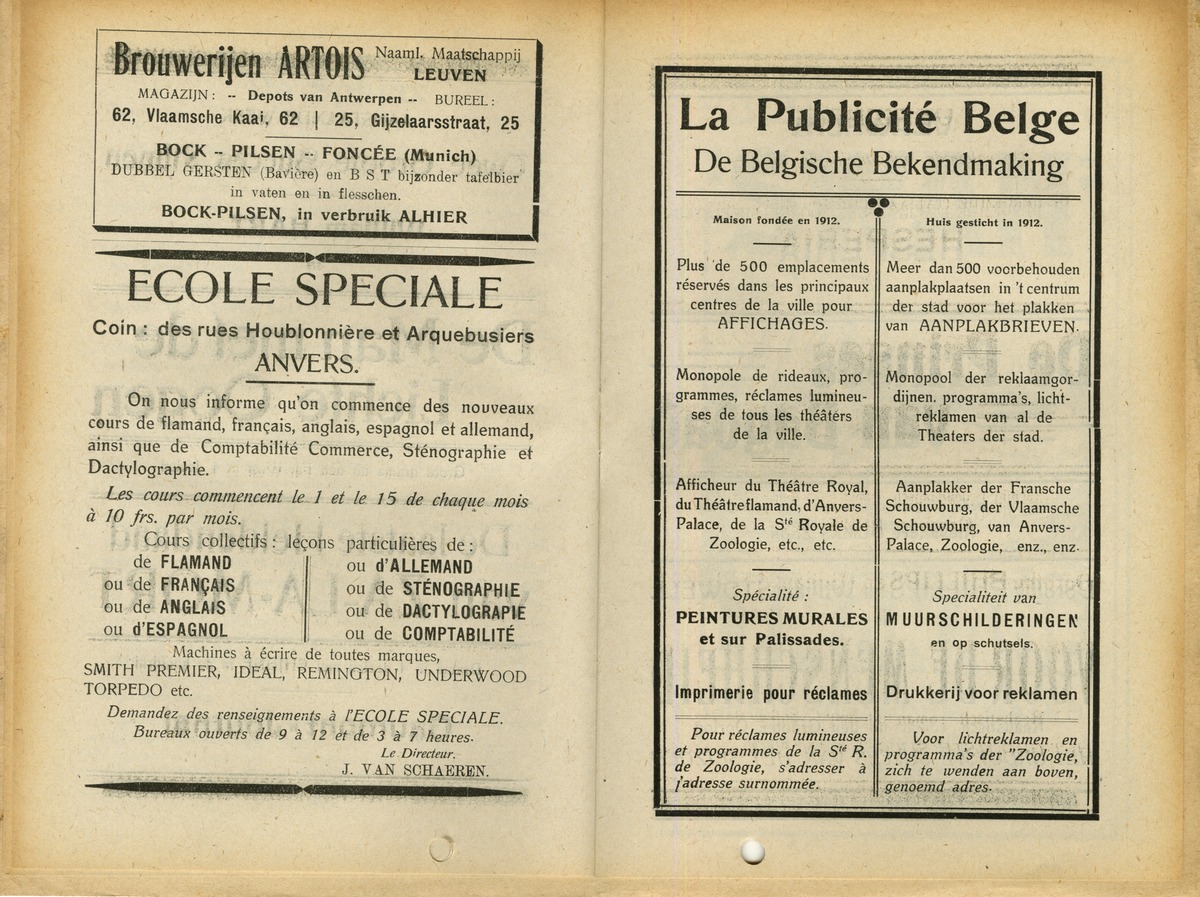 Brouwerijen ARTOIS Naaml. Maatschappij
LEUVEN
MAGAZIJN: -- Depots van Antwerpen -- BUREEL:
62, Vlaamsche Kaai, 62 | 25, Gijzelaarsstraat, 25
BOCK -- PILSEN -- FONCÉE (Munich)
DUBBEL GERSTEN (Bavière) en B S T bijzonder tafelbier
in vaten en in flesschen.
BOCK-PILSEN, in verbruik ALHIER
ECOLE SPECIALE
Coin: des rues Houblonnière et Arquebusiers
ANVERS.
On nous informe qu'on commence des nouveaux
cours de flamand, français, anglais, espagnol et allemand,
ainsi que de Comptabilité Commerce, Sténographie et
Dactylographie.
Les cours commencent le 1 et le 15 de chaque mois
à 10 frs. par mois.
Cours collectifs: leçons particulières de:
de FLAMAND
ou de FRANÇAIS
ou de ANGLAIS
ou d'ESPAGNOL
ou d'ALLEMAND
ou de STÉNOGRAPHIE
ou de DACTYLOGRAPIE
ou de COMPTABILITÉ
Machines à écrire de toutes marques,
SMITH PREMIER, IDEAL, REMINGTON, UNDERWOOD
TORPEDO etc.
Demandez des renseignements à l'ECOLE SPECIALE.
Bureaux ouverts de 9 à 12 et de 3 à 7 heures.
Le Directeur.
J. VAN SCHAEREN.
La Publicité Belge
De Belgische Bekendmaking
Maison fondée en 1912.
Plus de 500 emplacements
réservés dans les principaux
centres de la ville pour
AFFICHAGES.
Monopole de rideaux, pro-
grammes, réclames lumineu-
ses de tous les théâters
de la ville.
Afficheur du Théâtre Royal,
du Théâtre flamand, d'Anvers-
Palace, de la Sté Royale de
Zoologie, etc., etc.
Spécialité:
PEINTURES MURALES
et sur Palissades.
Imprimerie pour réclames
Pour réclames lumineuses
et programmes de la Sté R.
de Zoologie, s'adresser à
j'adresse surnommée.
Huis gesticht in 1912.
Meer dan 500 voorbehouden
aanplakplaatsen in 't centrum
der stad voor het plakken
van AANPLAKBRIEVEN.
Monopool der reklaamgor-
dijnen. programma's, licht-
reklamen van al de
Theaters der stad.
Aanplakker der Fransche
Schouwburg, der Vlaamsche
Schouwburg, van Anvers-
Palace, Zoologie, enz., enz.
Specialiteit van
MUURSCHILDERINGEN
en op schutsels.
Drukkerij voor reklamen
Voor lichtreklamen en
programma's der "Zoologie,
zich te wenden aan boven,
genoemd adres.